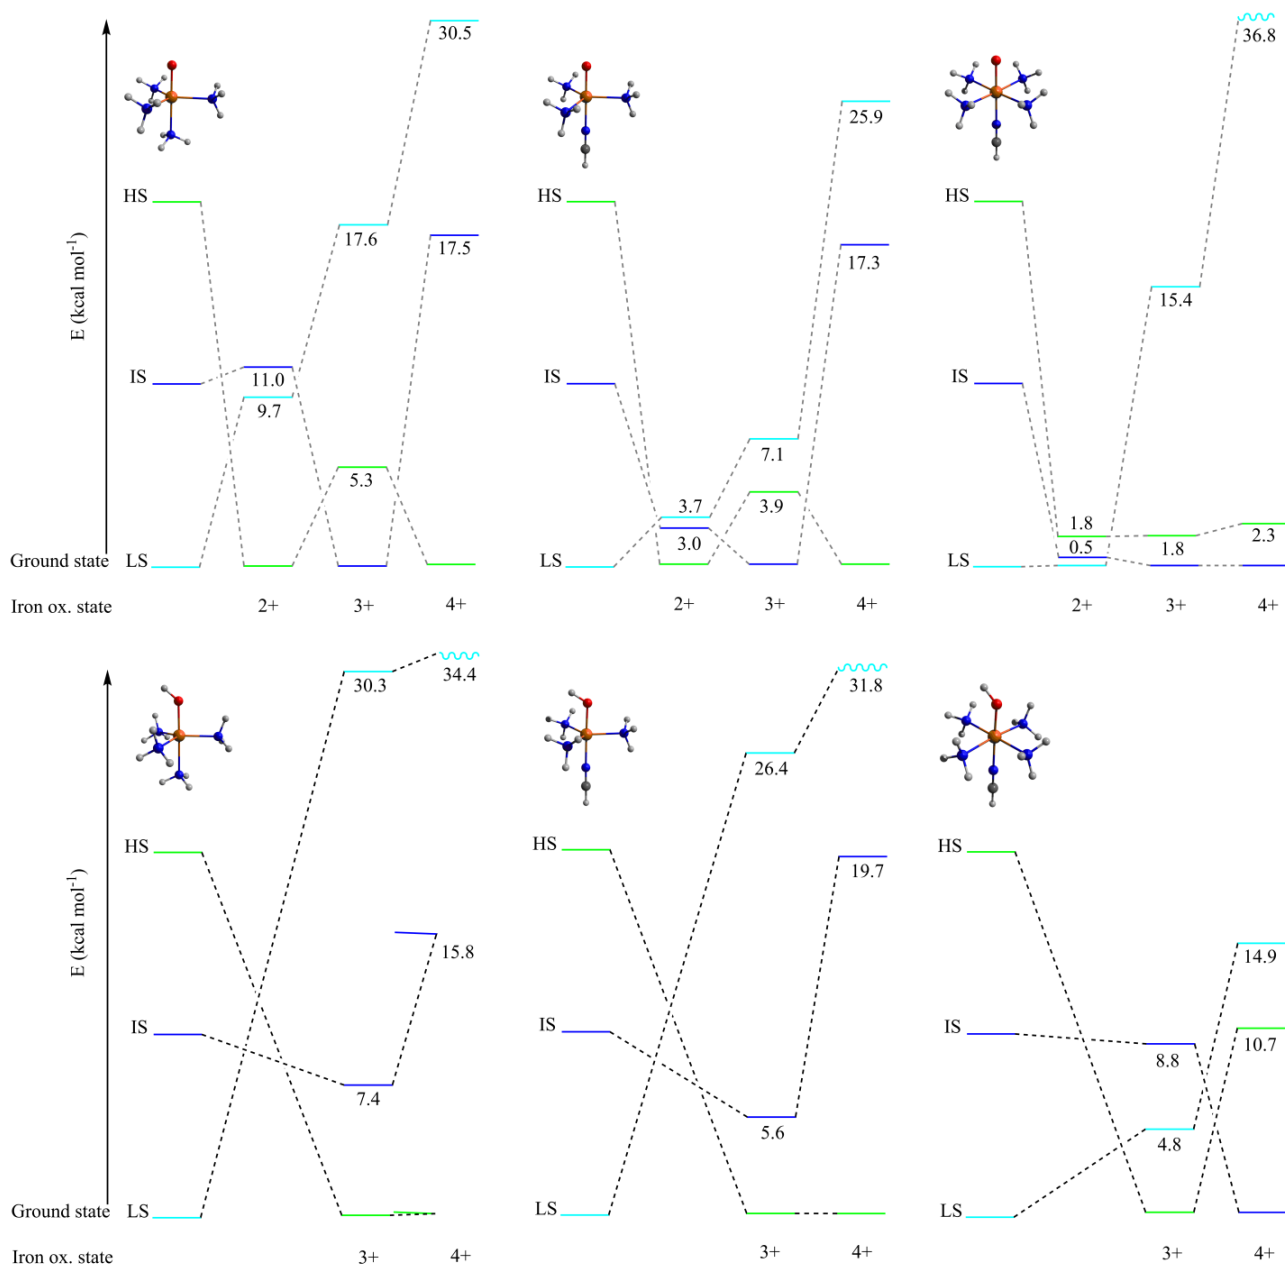 30.5
25.9
36.8
HS
HS
HS
17.6
17.5
17.3
15.4
E (kcal mol⁻¹)
IS
11.0
9.7
IS
IS
7.1
5.3
3.7
3.0
3.9
1.8
0.5
1.8
2.3
Ground state
LS
LS
LS
Iron ox. state
2+
3+
4+
2+
3+
4+
2+
3+
4+
30.3
34.4
26.4
31.8
HS
HS
HS
19.7
E (kcal mol⁻¹)
15.8
14.9
IS
IS
IS
10.7
7.4
5.6
8.8
4.8
Ground state
LS
LS
LS
Iron ox. state
3+
4+
3+
4+
3+
4+